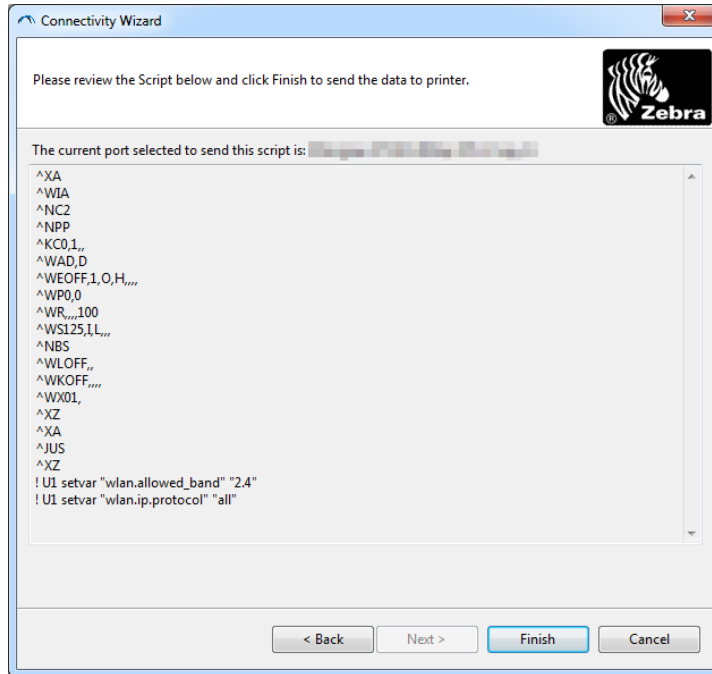 Connectivity Wizard
Please review the Script below and click Finish to send the data to printer.
® Zebra
The current port selected to send this script is:
^XA
^WIA
^NC2
^NPP
^KC0,1,,
^WAD,D
^WEOFF,1,O,H,,,,
^WP0,0
^WR,,,,100
^WS125,I,L,,,
^NBS
^WLOFF,,
^WKOFF,,,,
^WX01,
^XZ
^XA
^JUS
^XZ
! U1 setvar "wlan.allowed_band" "2.4"
! U1 setvar "wlan.ip.protocol" "all"
< Back Next > Finish Cancel